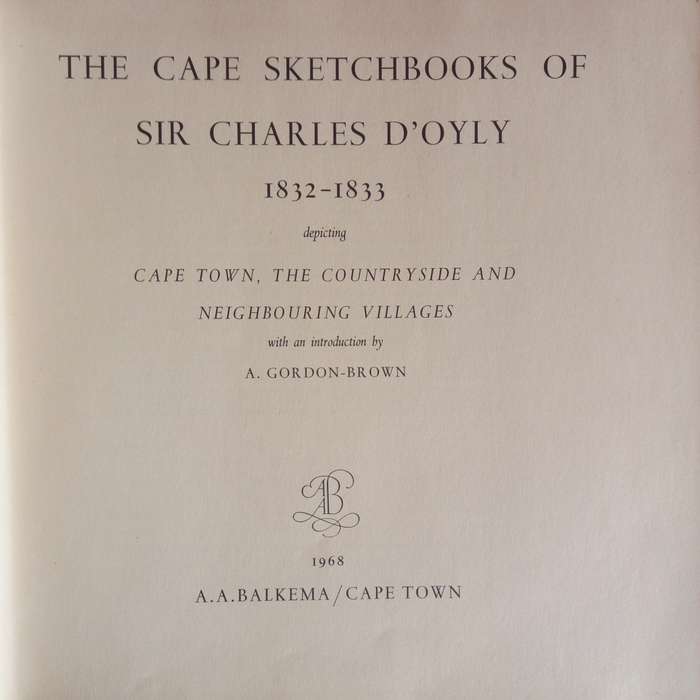 THE CAPE SKETCHBOOKS OF
SIR CHARLES D'OYLY
1832-1833
depicting
CAPE TOWN, THE COUNTRYSIDE AND
NEIGHBOURING VILLAGES
with an introduction by
A. GORDON-BROWN
AAB
1968
A.A.BALKEMA/CAPE TOWN